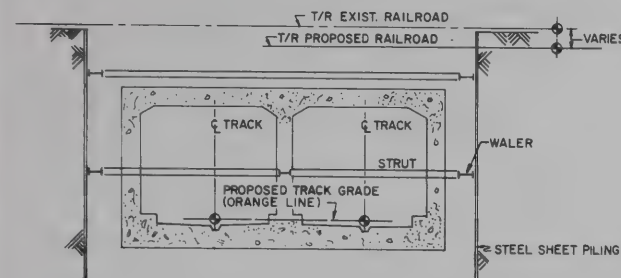 T/R EXIST. RAILROAD
T/R PROPOSED RAILROAD
VARIES
℄ TRACK
℄ TRACK
WALER
STRUT
PROPOSED TRACK GRADE
(ORANGE LINE)
STEEL SHEET PILING